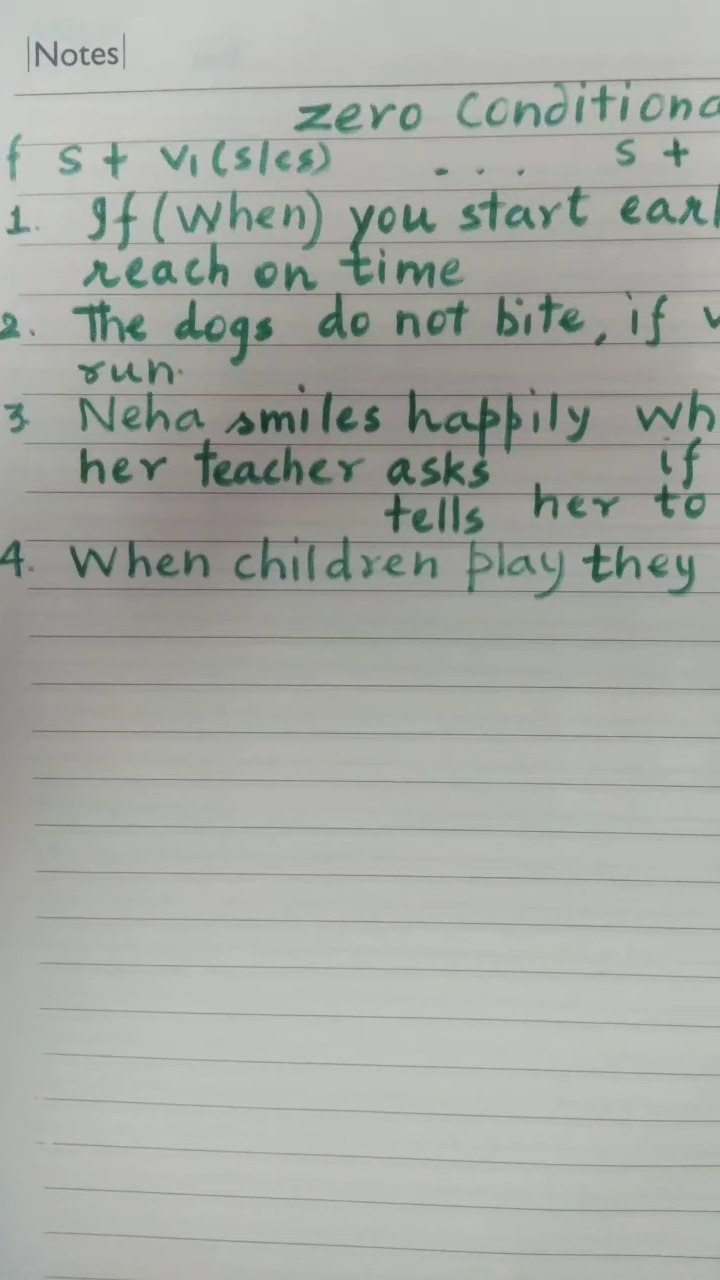 |Notes|
zero Conditiona
f S + V1 (s/es) ... S +
1. If (when) you start earl
reach on time
2. The dogs do not bite, if
run.
3 Neha smiles happily wh
her teacher asks if
tells her to
4. When children play they